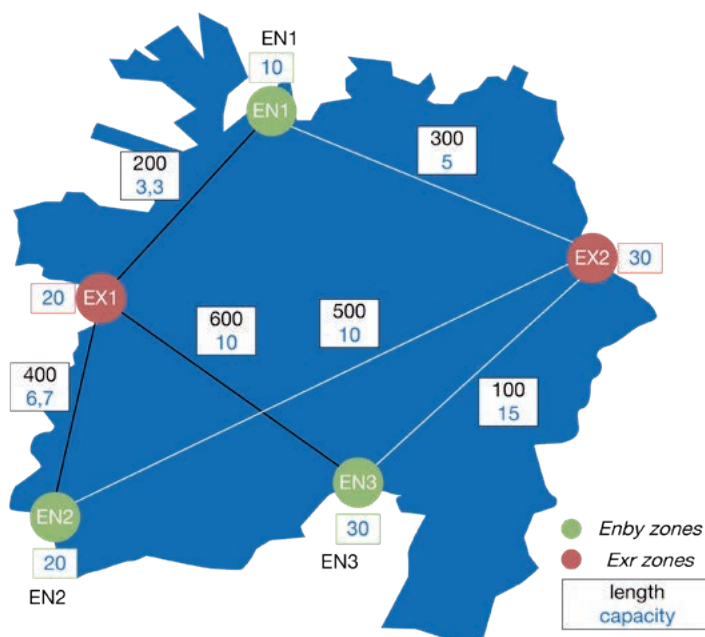 EN1
10
EN1
300
5
200
3,3
EX2
30
20
EX1
600
10
500
10
400
6,7
100
15
EN2
EN3
20
30
EN2
EN3
Enby zones
Exr zones
length
capacity